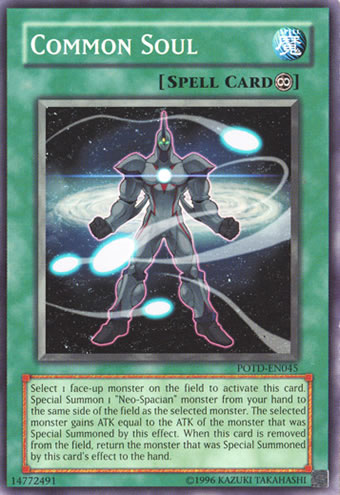 COMMON SOUL
魔
[SPELL CARD]
POTD-EN045
Select 1 face-up monster on the field to activate this card.
Special Summon 1 "Neo-Spacian" monster from your hand to
the same side of the field as the selected monster. The selected
monster gains ATK equal to the ATK of the monster that was
Special Summoned by this effect. When this card is removed
from the field, return the monster that was Special Summoned
by this card's effect to the hand.
14772491
©1996 KAZUKI TAKAHASHI